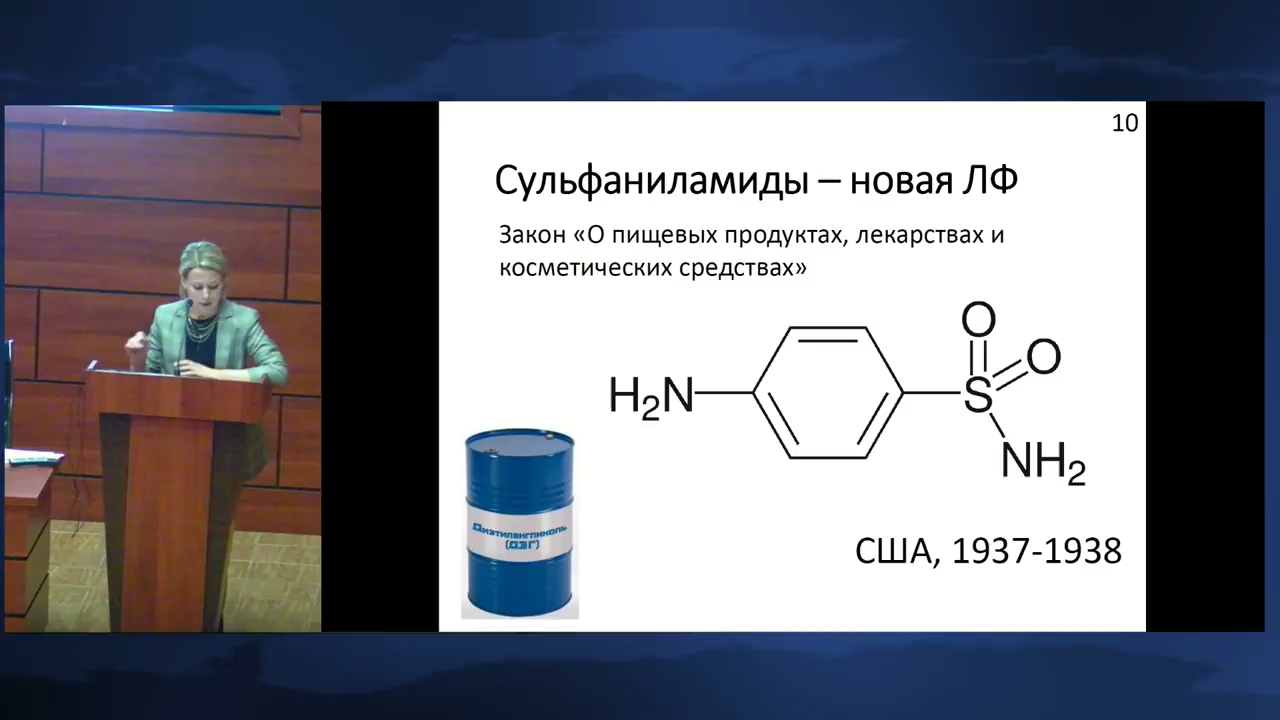 10
Сульфаниламиды – новая ЛФ
Закон «О пищевых продуктах, лекарствах и
косметических средствах»
O
O
H₂N
S
NH₂
Диэтиленгликоль
(ДЭГ)
США, 1937-1938